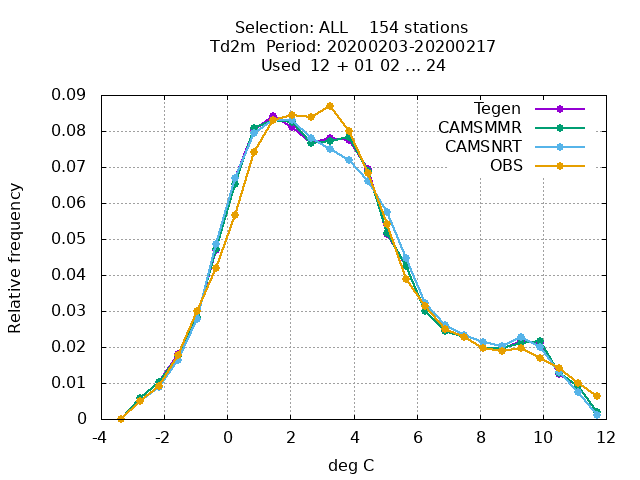 Selection: ALL    154 stations
Td2m  Period: 20200203-20200217
Used  12 + 01 02 ... 24
Relative frequency
0.09
0.08
0.07
0.06
0.05
0.04
0.03
0.02
0.01
0
Tegen
CAMSMMR
CAMSNRT
OBS
-4 -2 0 2 4 6 8 10 12
deg C